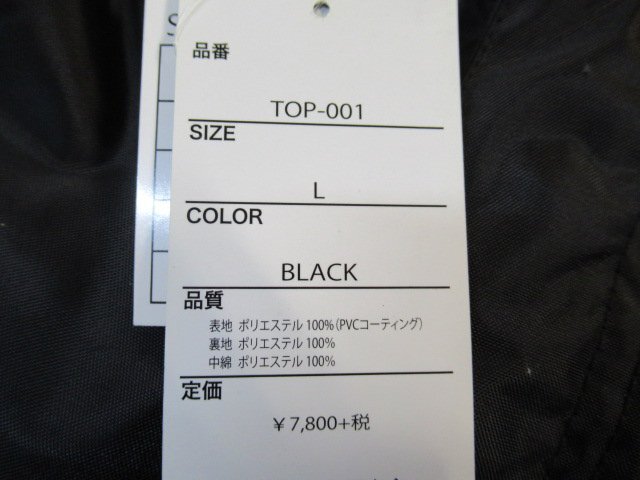 品番
TOP-001
SIZE
L
COLOR
BLACK
品質
表地 ポリエステル 100%(PVCコーティング)
裏地 ポリエステル 100%
中綿 ポリエステル 100%
定価
¥7,800+税
S